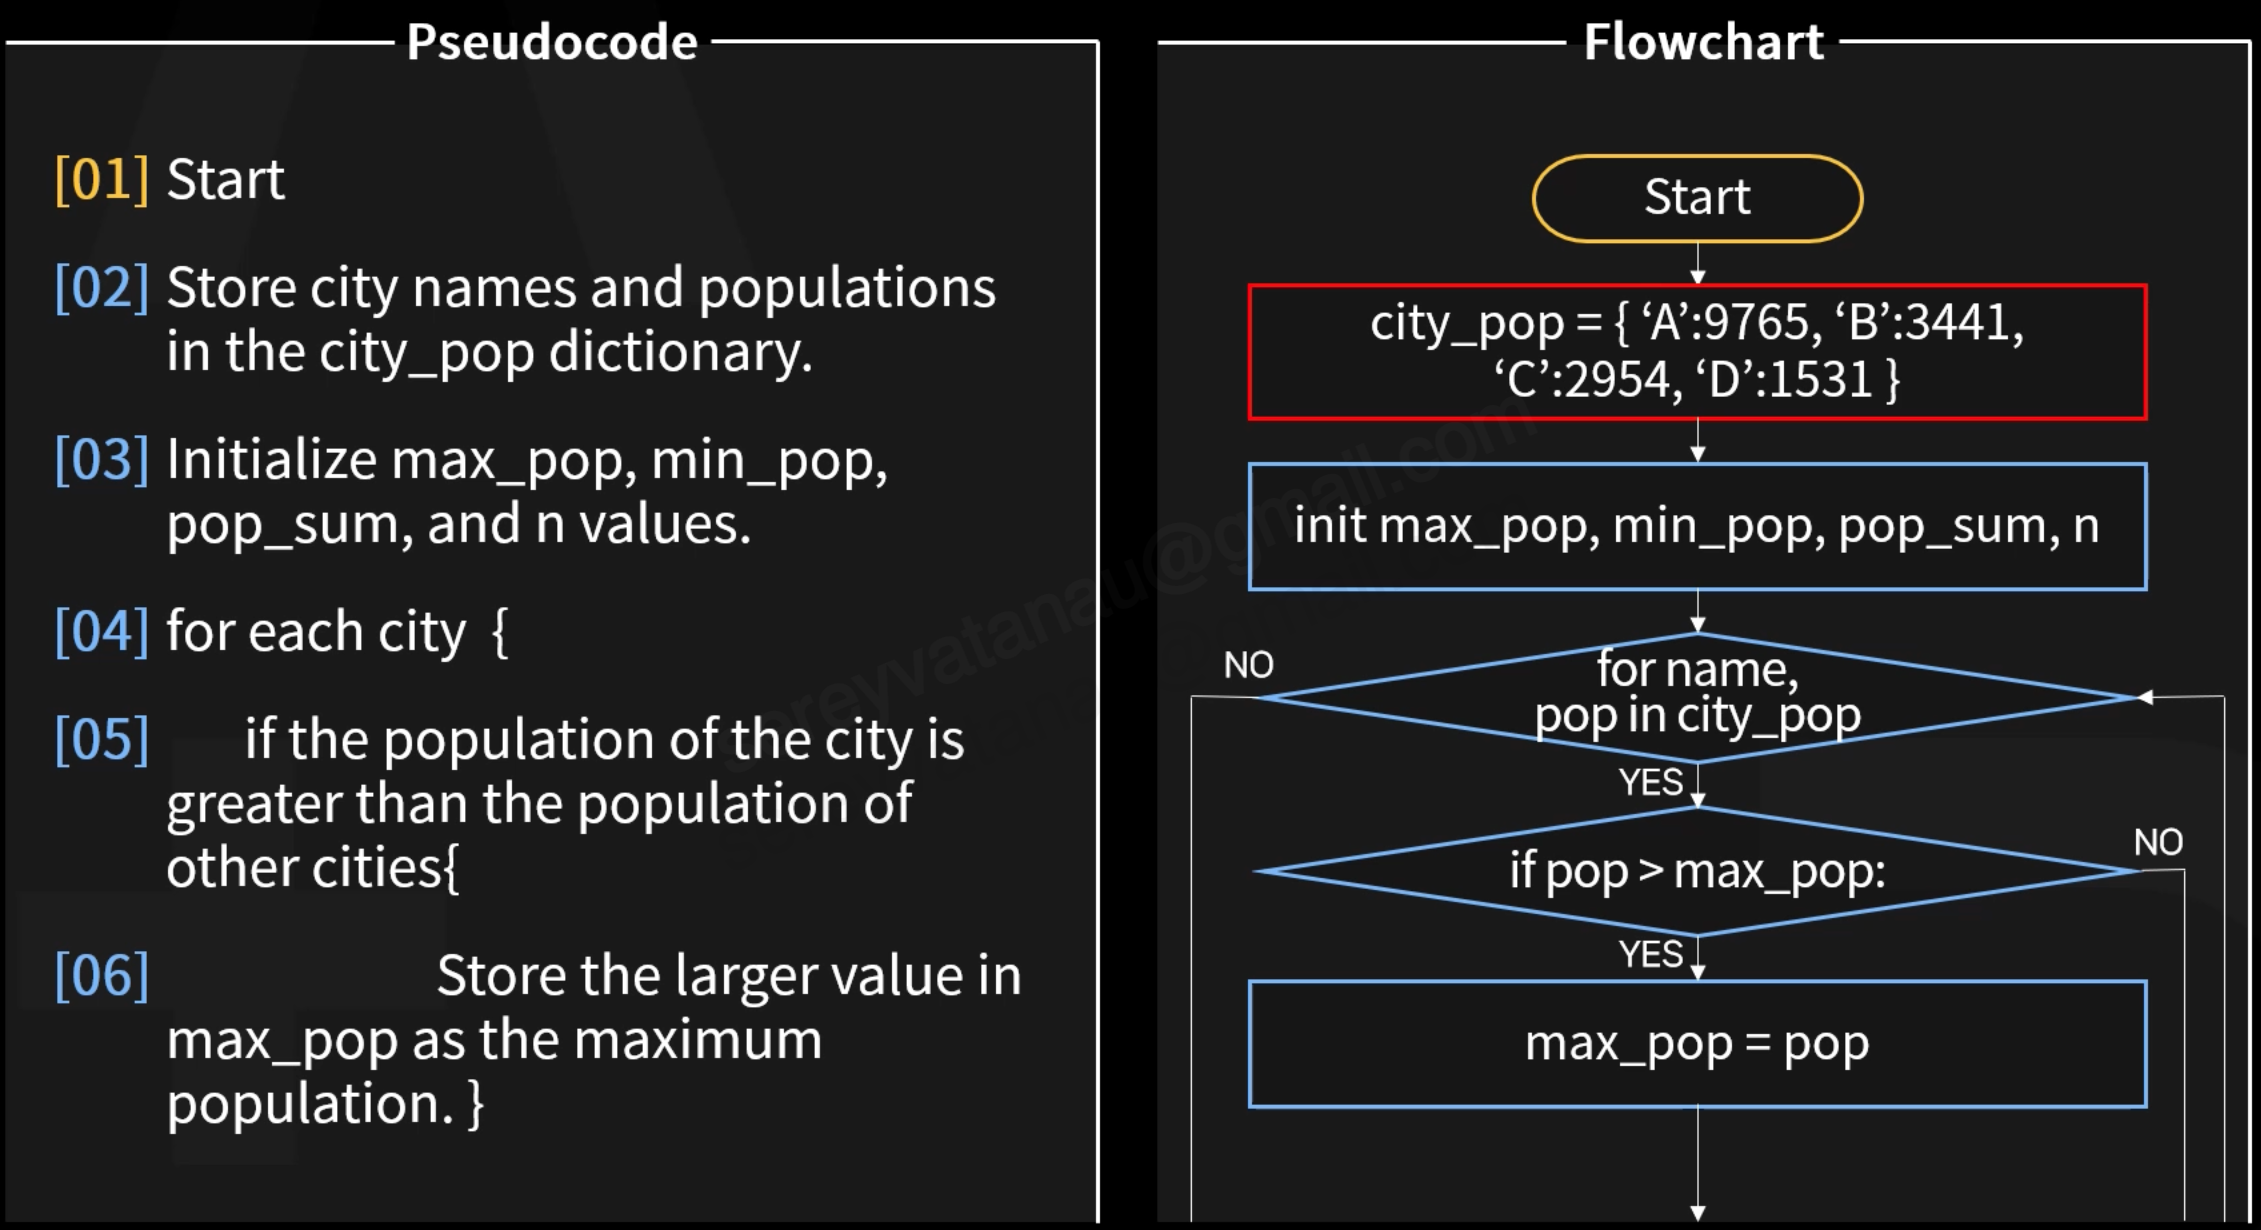 Pseudocode
[01] Start
[02] Store city names and populations
in the city_pop dictionary.
[03] Initialize max_pop, min_pop,
pop_sum, and n values.
[04] for each city {
[05] if the population of the city is
greater than the population of
other cities{
[06] Store the larger value in
max_pop as the maximum
population. }
Flowchart
Start
city_pop = { ‘A’:9765, ‘B’:3441,
‘C’:2954, ‘D’:1531 }
init max_pop, min_pop, pop_sum, n
NO
for name,
pop in city_pop
YES
NO
if pop > max_pop:
YES
max_pop = pop